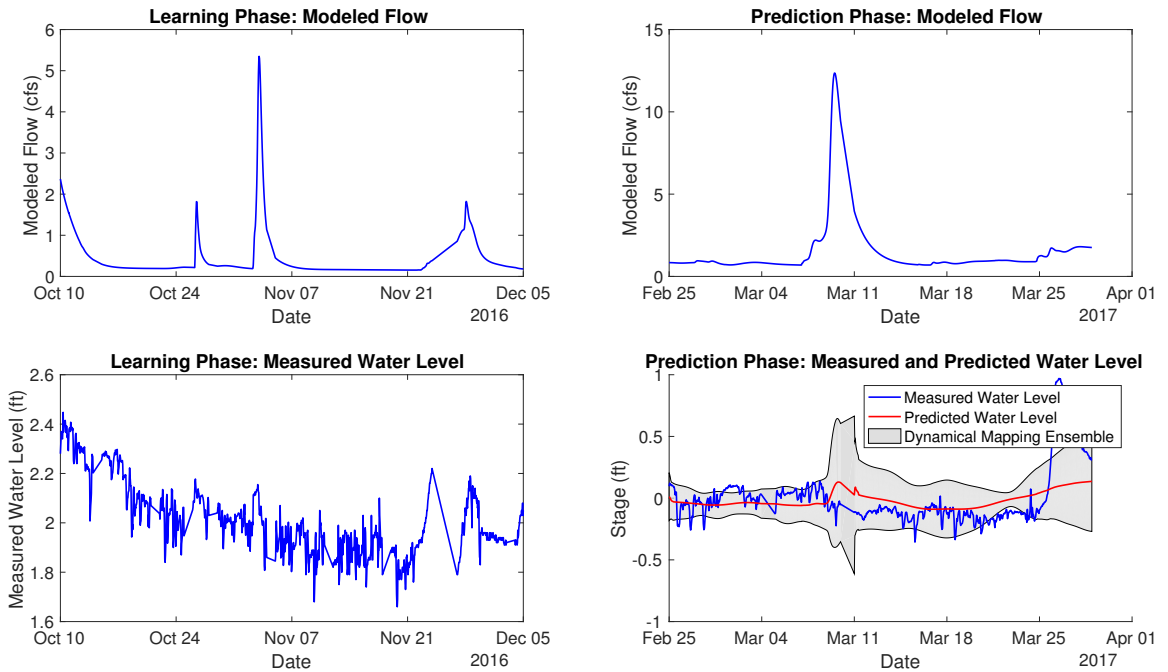 Learning Phase: Modeled Flow
Modeled Flow (cfs)
6
5
4
3
2
1
0
Oct 10
Oct 24
Nov 07
Nov 21
Dec 05
Date
2016
Prediction Phase: Modeled Flow
Modeled Flow (cfs)
15
10
5
0
Feb 25
Mar 04
Mar 11
Mar 18
Mar 25
Apr 01
Date
2017
Learning Phase: Measured Water Level
Measured Water Level (ft)
2.6
2.4
2.2
2
1.8
1.6
Oct 10
Oct 24
Nov 07
Nov 21
Dec 05
Date
2016
Prediction Phase: Measured and Predicted Water Level
Stage (ft)
1
0.5
0
-0.5
-1
Measured Water Level
Predicted Water Level
Dynamical Mapping Ensemble
Feb 25
Mar 04
Mar 11
Mar 18
Mar 25
Apr 01
Date
2017